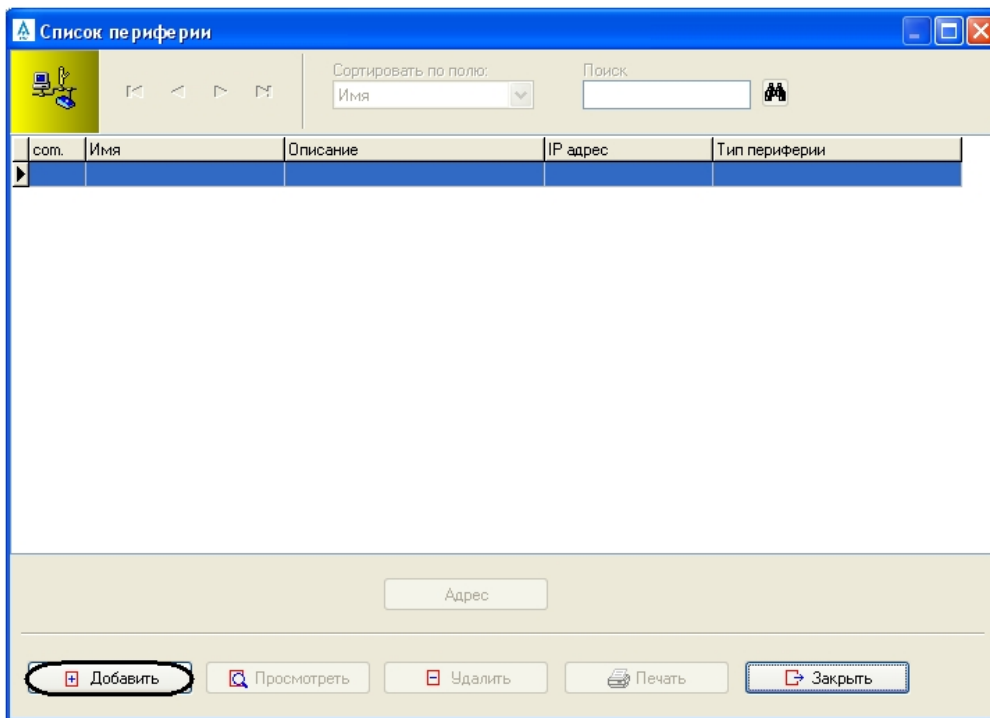 Список периферии
Сортировать по полю:
Поиск
Имя
com. Имя Описание IP адрес Тип периферии
Адрес
Добавить Просмотреть Удалить Печать Закрыть